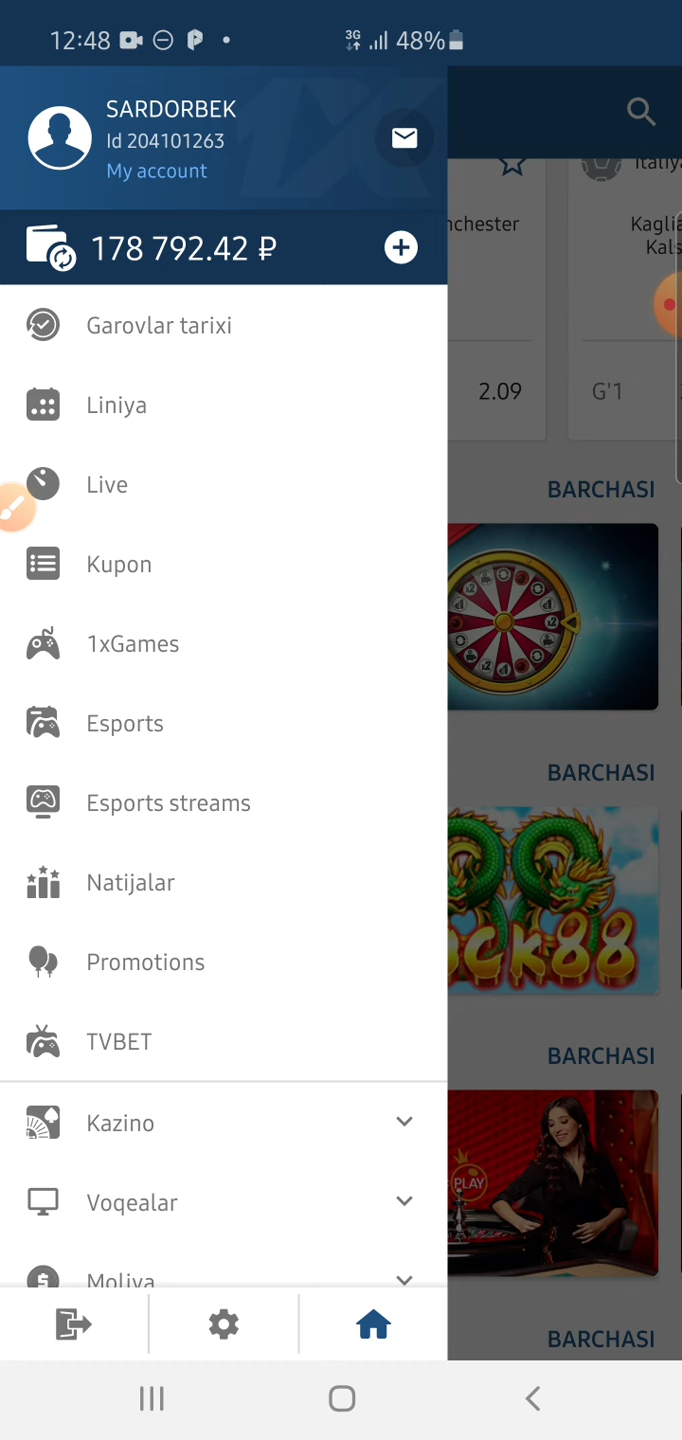 12:48
3G
48%
SARDORBEK
Id 204101263
My account
178 792.42 ₽
Garovlar tarixi
Liniya
Live
Kupon
1xGames
Esports
Esports streams
Natijalar
Promotions
TVBET
Kazino
Voqealar
Moliya
2.09
G'1
BARCHASI
BARCHASI
PLAY
BARCHASI
BARCHASI